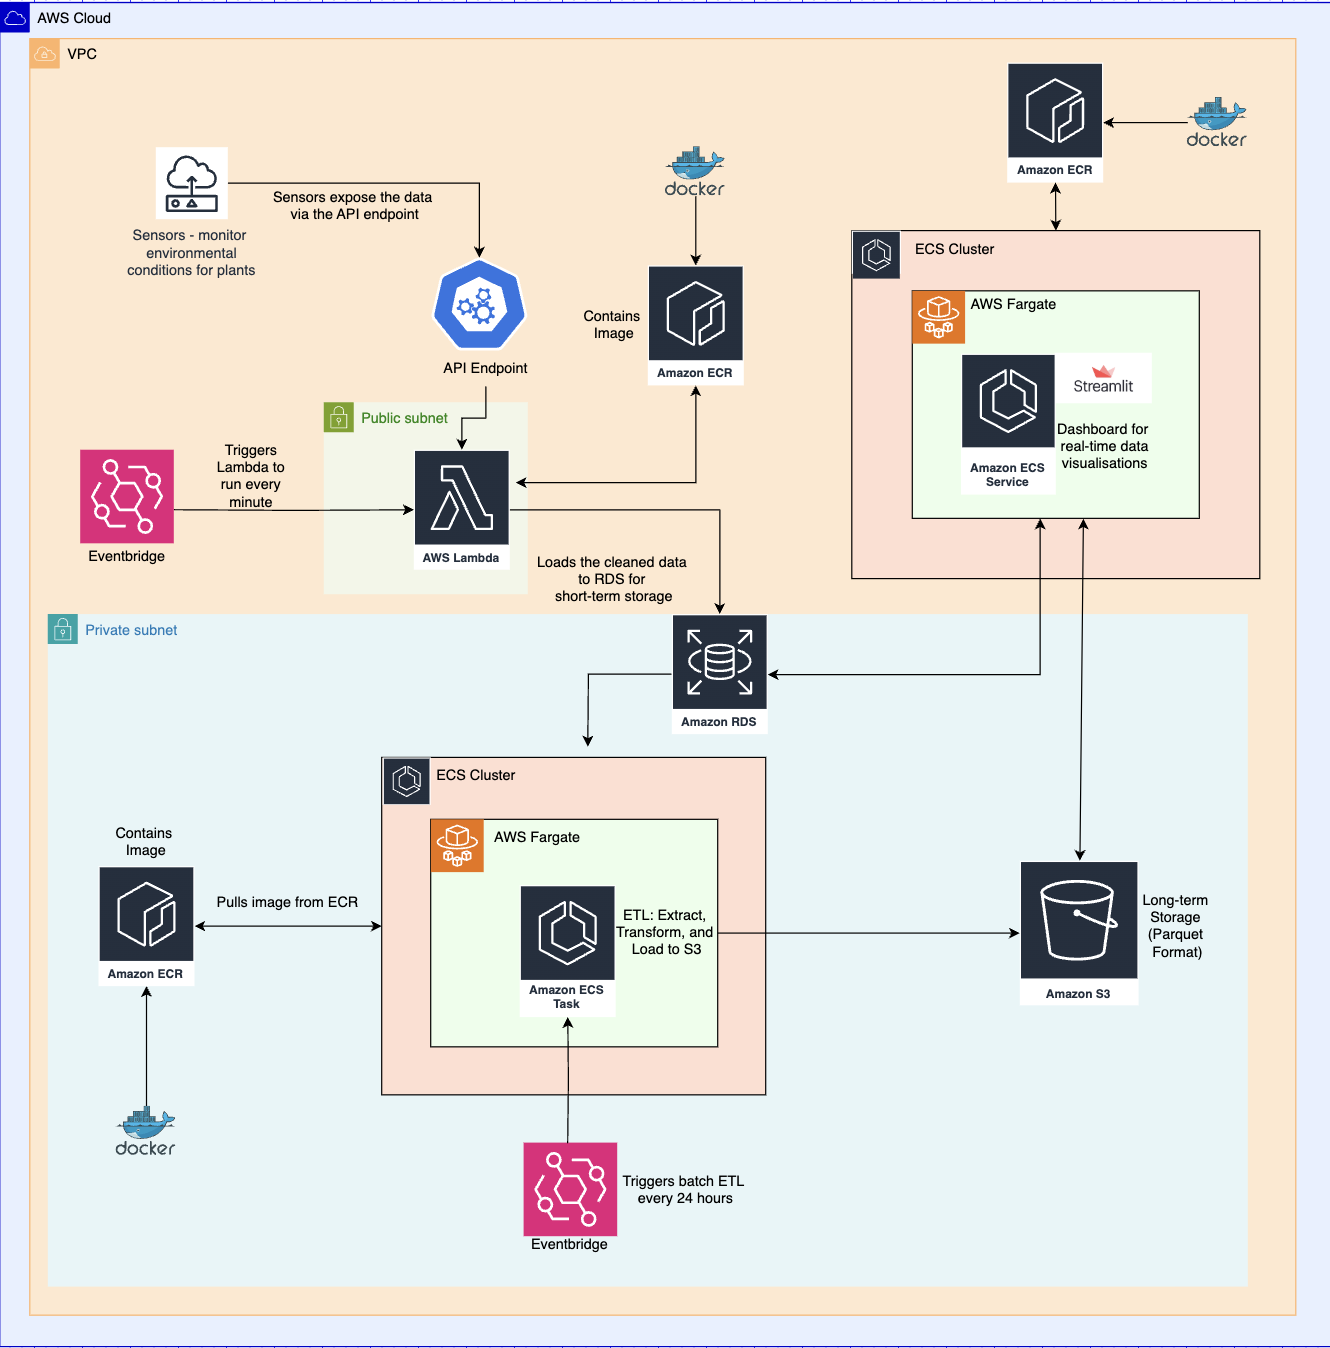 AWS Cloud
VPC
Amazon ECR
docker
docker
Sensors expose the data
via the API endpoint
Sensors - monitor
environmental
conditions for plants
ECS Cluster
AWS Fargate
Streamlit
Dashboard for
real-time data
visualisations
Amazon ECS
Service
Contains
Image
Amazon ECR
API Endpoint
Public subnet
Triggers
Lambda to
run every
minute
Eventbridge
AWS Lambda
Loads the cleaned data
to RDS for
short-term storage
Private subnet
Amazon RDS
ECS Cluster
AWS Fargate
Contains
Image
Pulls image from ECR
Amazon ECR
ETL: Extract,
Transform, and
Load to S3
Amazon ECS
Task
Long-term
Storage
(Parquet
Format)
Amazon S3
docker
Triggers batch ETL
every 24 hours
Eventbridge